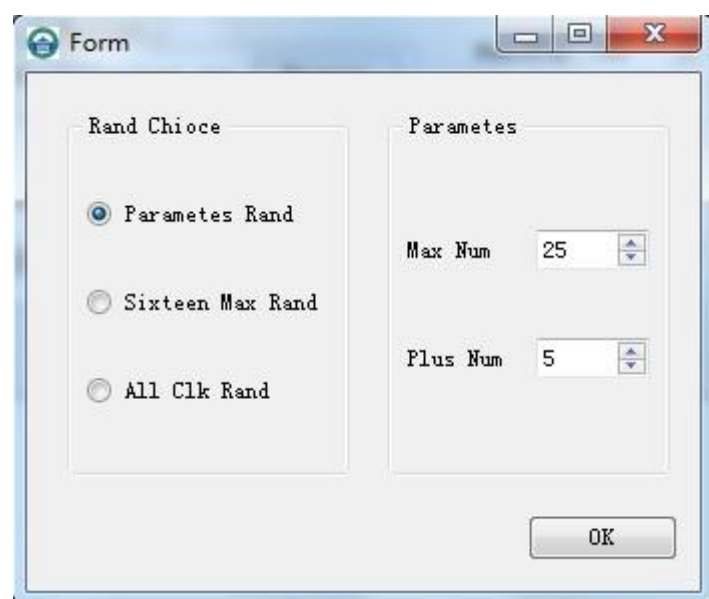 Form
Rand Chioce
Parametes Rand
Sixteen Max Rand
All Clk Rand
Parametes
Max Num 25
Plus Num 5
OK